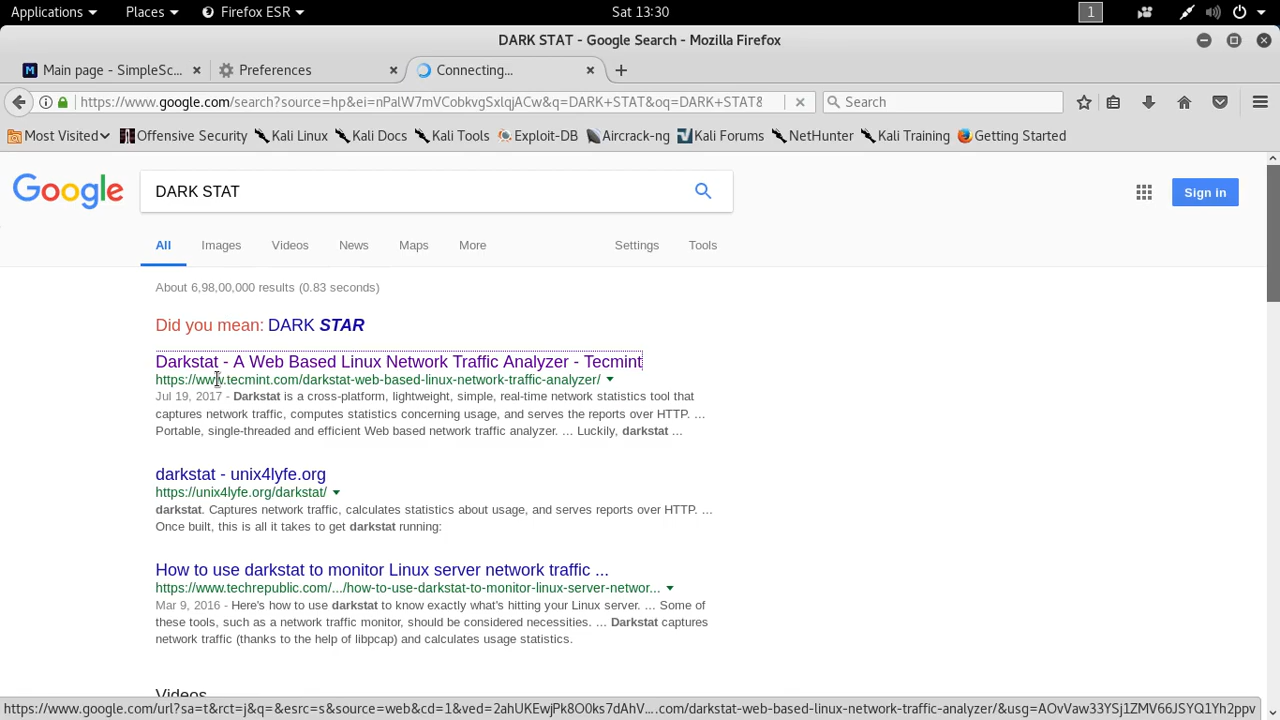 Applications Places Firefox ESR Sat 13:30 1
DARK STAT - Google Search - Mozilla Firefox
Main page - SimpleSc... Preferences Connecting...
https://www.google.com/search?source=hp&ei=nPalW7mVCobkvgSxlqjACw&q=DARK+STAT&oq=DARK+STAT& Search
Most Visited Offensive Security Kali Linux Kali Docs Kali Tools Exploit-DB Aircrack-ng Kali Forums NetHunter Kali Training Getting Started
Google DARK STAT Sign in
All Images Videos News Maps More Settings Tools
About 6,98,00,000 results (0.83 seconds)
Did you mean: DARK STAR
Darkstat - A Web Based Linux Network Traffic Analyzer - Tecmint
https://www.tecmint.com/darkstat-web-based-linux-network-traffic-analyzer/
Jul 19, 2017 - Darkstat is a cross-platform, lightweight, simple, real-time network statistics tool that
captures network traffic, computes statistics concerning usage, and serves the reports over HTTP. ...
Portable, single-threaded and efficient Web based network traffic analyzer. ... Luckily, darkstat ...
darkstat - unix4lyfe.org
https://unix4lyfe.org/darkstat/
darkstat. Captures network traffic, calculates statistics about usage, and serves reports over HTTP. ...
Once built, this is all it takes to get darkstat running:
How to use darkstat to monitor Linux server network traffic ...
https://www.techrepublic.com/.../how-to-use-darkstat-to-monitor-linux-server-networ...
Mar 9, 2016 - Here's how to use darkstat to know exactly what's hitting your Linux server. ... Some of
these tools, such as a network traffic monitor, should be considered necessities. ... Darkstat captures
network traffic (thanks to the help of libpcap) and calculates usage statistics.
Videos
https://www.google.com/url?sa=t&rct=j&q=&esrc=s&source=web&cd=1&ved=2ahUKEwjPk8O0ks7dAhV... .com/darkstat-web-based-linux-network-traffic-analyzer/&usg=AOvVaw33YSj1ZMV66JSYQ1Yh2ppv